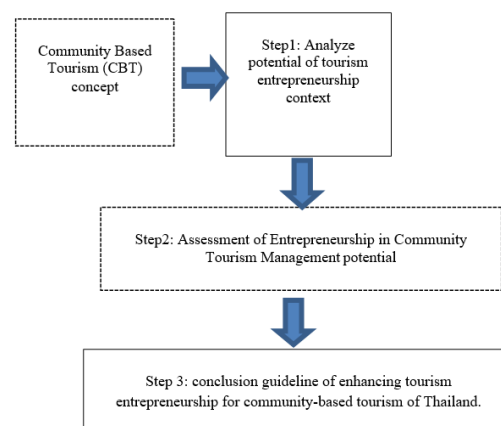 Community Based
Tourism (CBT)
concept
Step1: Analyze
potential of tourism
entrepreneurship
context
Step2: Assessment of Entrepreneurship in Community
Tourism Management potential
Step 3: conclusion guideline of enhancing tourism
entrepreneurship for community-based tourism of Thailand.